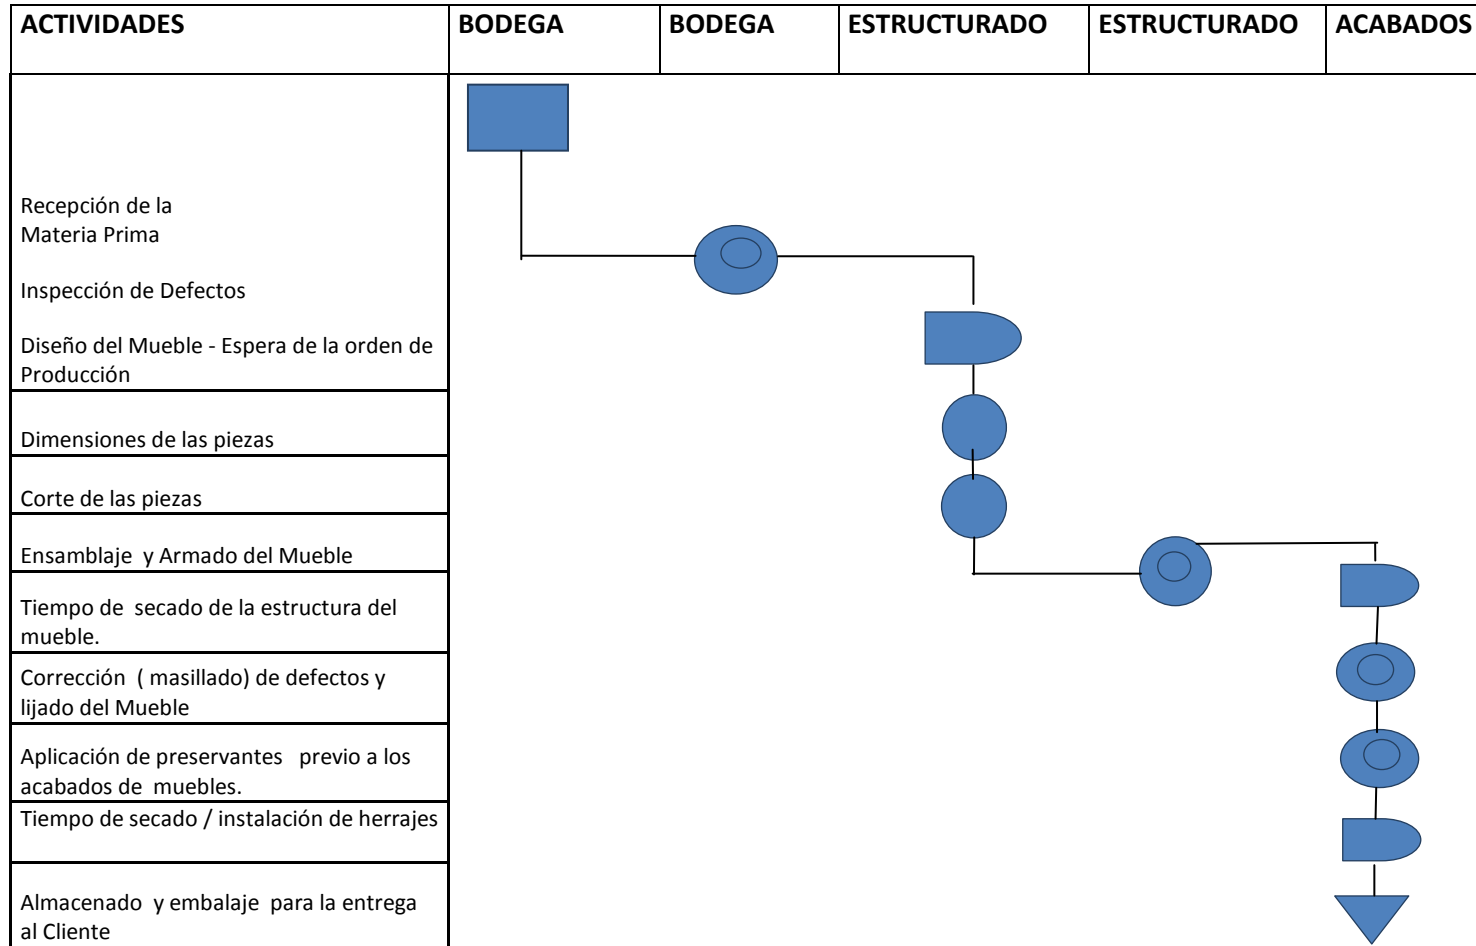 ACTIVIDADES
BODEGA
BODEGA
ESTRUCTURADO
ESTRUCTURADO
ACABADOS
Recepción de la
Materia Prima
Inspección de Defectos
Diseño del Mueble - Espera de la orden de
Producción
Dimensiones de las piezas
Corte de las piezas
Ensamblaje y Armado del Mueble
Tiempo de secado de la estructura del
mueble.
Corrección ( masillado) de defectos y
lijado del Mueble
Aplicación de preservantes previo a los
acabados de muebles.
Tiempo de secado / instalación de herrajes
Almacenado y embalaje para la entrega
al Cliente